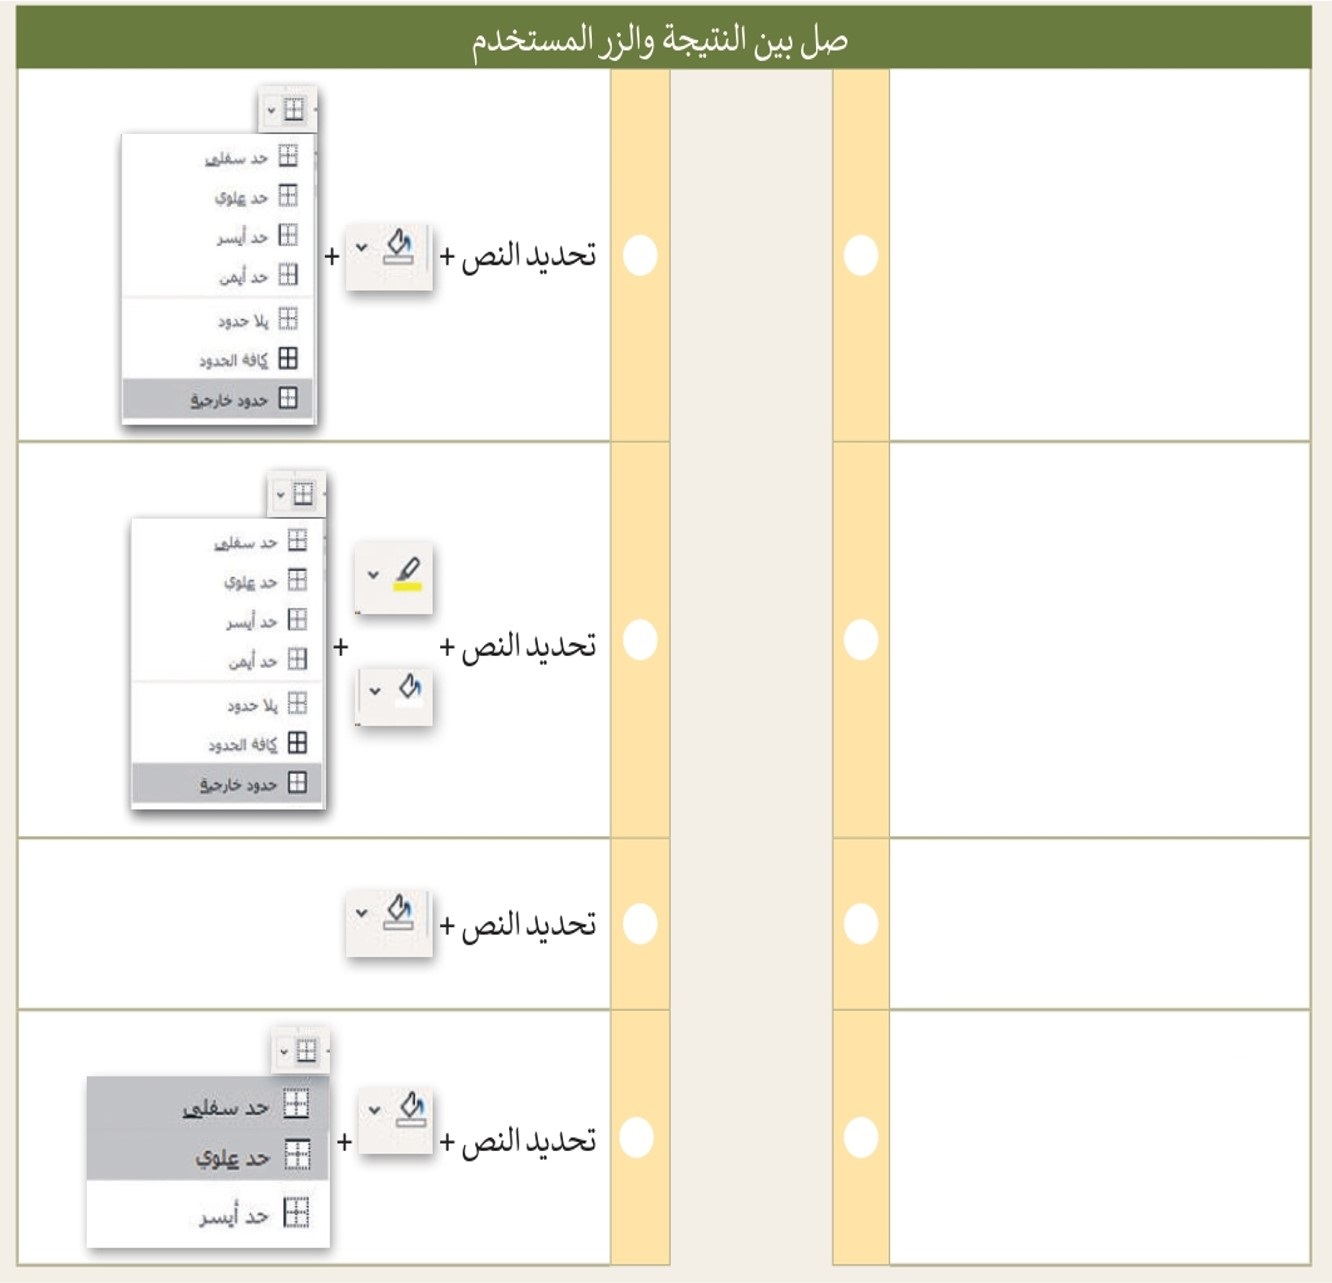 صل بين النتيجة والزر المستخدم
تحديد النص + +
حد سفلي
حد علوي
حد أيسر
حد أيمن
بلا حدود
كافة الحدود
حدود خارجية
تحديد النص + +
حد سفلي
حد علوي
حد أيسر
حد أيمن
بلا حدود
كافة الحدود
حدود خارجية
تحديد النص +
تحديد النص + +
حد سفلي
حد علوي
حد أيسر